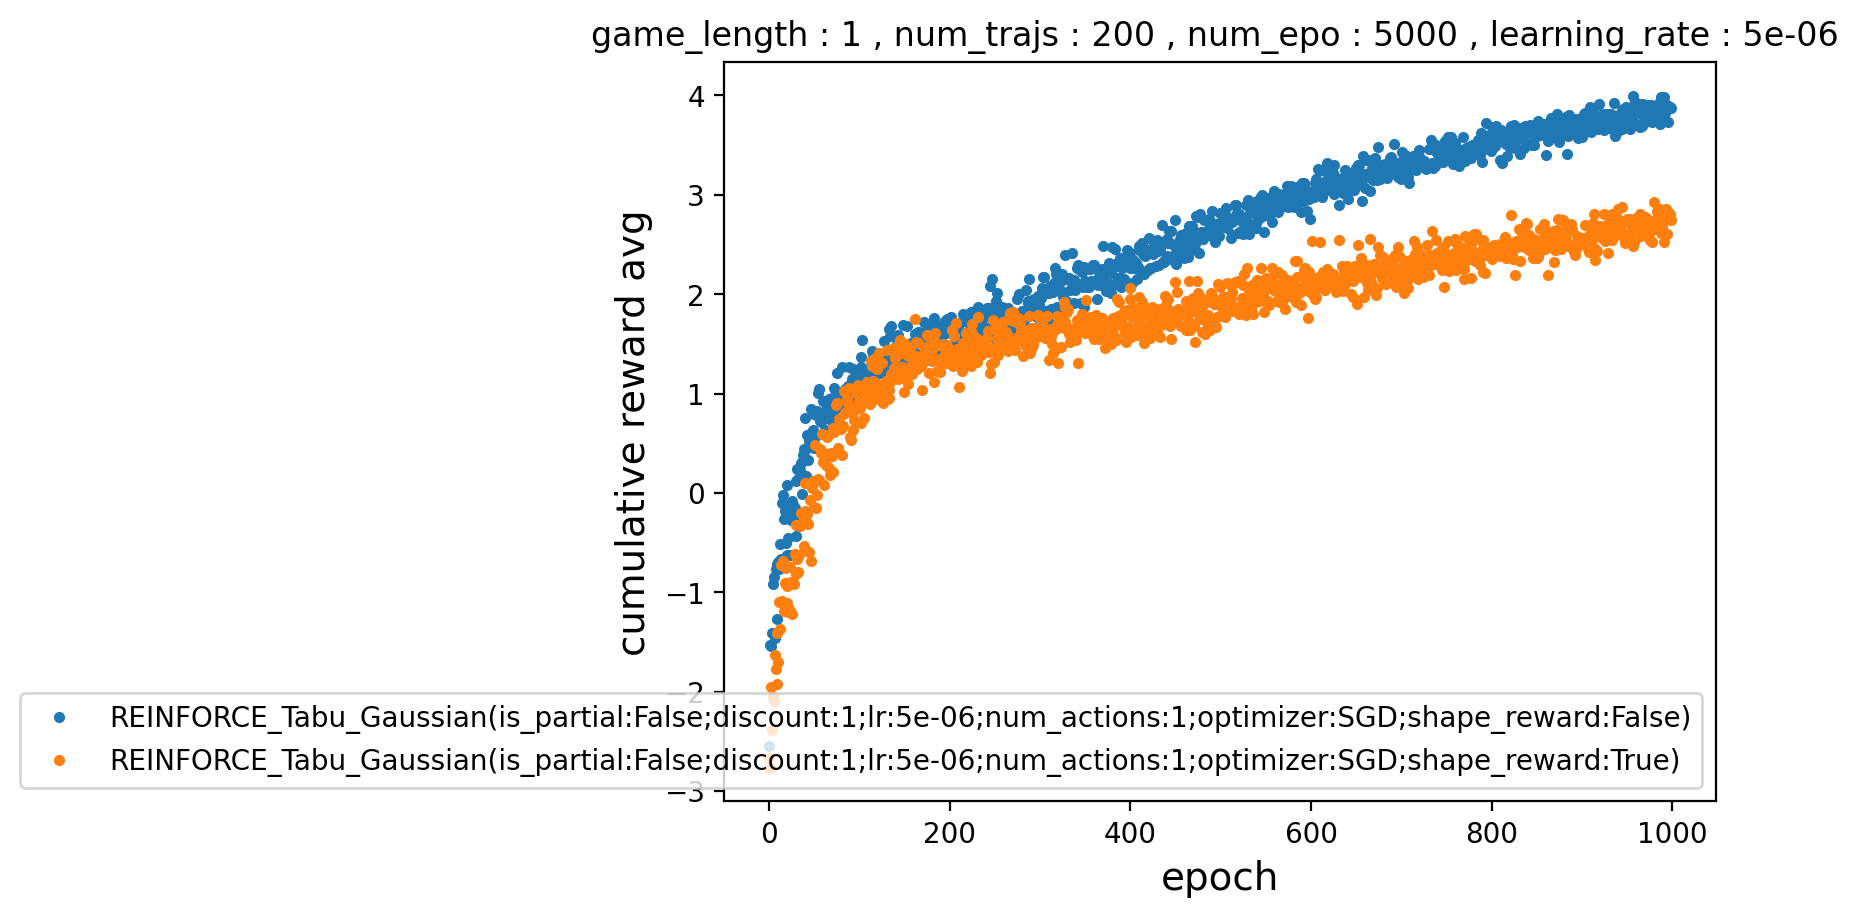 game_length : 1 , num_trajs : 200 , num_epo : 5000 , learning_rate : 5e-06
cumulative reward avg
4
3
2
1
0
−1
−2
−3
REINFORCE_Tabu_Gaussian(is_partial:False;discount:1;lr:5e-06;num_actions:1;optimizer:SGD;shape_reward:False)
REINFORCE_Tabu_Gaussian(is_partial:False;discount:1;lr:5e-06;num_actions:1;optimizer:SGD;shape_reward:True)
0 200 400 600 800 1000
epoch